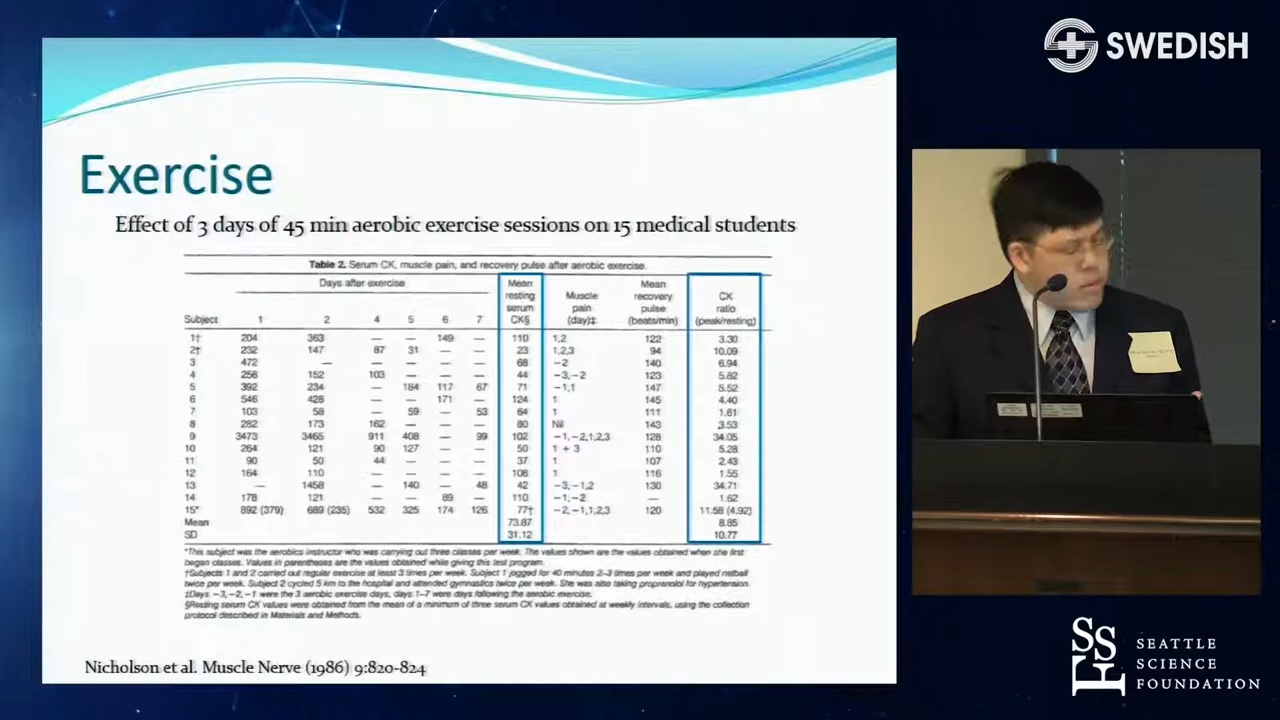 SWEDISH
Exercise
Effect of 3 days of 45 min aerobic exercise sessions on 15 medical students
Table 2. Serum CK, muscle pain, and recovery pulse after aerobic exercise.
Days after exercise
Mean resting serum CK§
Muscle pain (day)‡
Mean recovery pulse (beats/min)
CK ratio (peak/resting)
Subject 1 2 4 5 6 7
1† 204 363 — — 149 — 110 1,2 122 3.30
2† 232 147 87 31 — — 23 1,2,3 94 10.09
3 472 — — — — — 68 −2 140 6.94
4 256 152 103 — — — 44 −3,−2 123 5.82
5 392 234 — 184 117 67 71 −1,1 147 5.52
6 546 428 — — 171 — 124 1 145 4.40
7 103 58 — 59 — 53 64 1 111 1.61
8 282 173 162 — — — 80 Nil 143 3.53
9 3473 3465 911 408 — 99 102 −1,−2,1,2,3 128 34.05
10 264 121 90 127 — — 50 1 + 3 110 5.28
11 90 50 44 — — — 37 1 107 2.43
12 164 110 — — — — 106 1 116 1.55
13 — 1458 — 140 — 48 42 −3,−1,2 130 34.71
14 178 121 — — 89 — 110 −1,−2 — 1.62
15* 892 (379) 689 (235) 532 325 174 126 77† −2,−1,1,2,3 120 11.58 (4.92)
Mean 73.87 8.85
SD 31.12 10.77
*This subject was the aerobics instructor who was carrying out three classes per week. The values shown are the values obtained when she first
began classes. Values in parentheses are the values obtained while giving this test program.
†Subjects 1 and 2 carried out regular exercise at least 3 times per week. Subject 1 jogged for 40 minutes 2–3 times per week and played netball
twice per week. Subject 2 cycled 5 km to the hospital and attended gymnastics twice per week. She was also taking propranolol for hypertension.
‡Days −3, −2, −1 were the 3 aerobic exercise days, days 1–7 were days following the aerobic exercise.
§Resting serum CK values were obtained from the mean of a minimum of three serum CK values obtained at weekly intervals, using the collection
protocol described in Materials and Methods.
Nicholson et al. Muscle Nerve (1986) 9:820-824
SSF
SEATTLE
SCIENCE
FOUNDATION